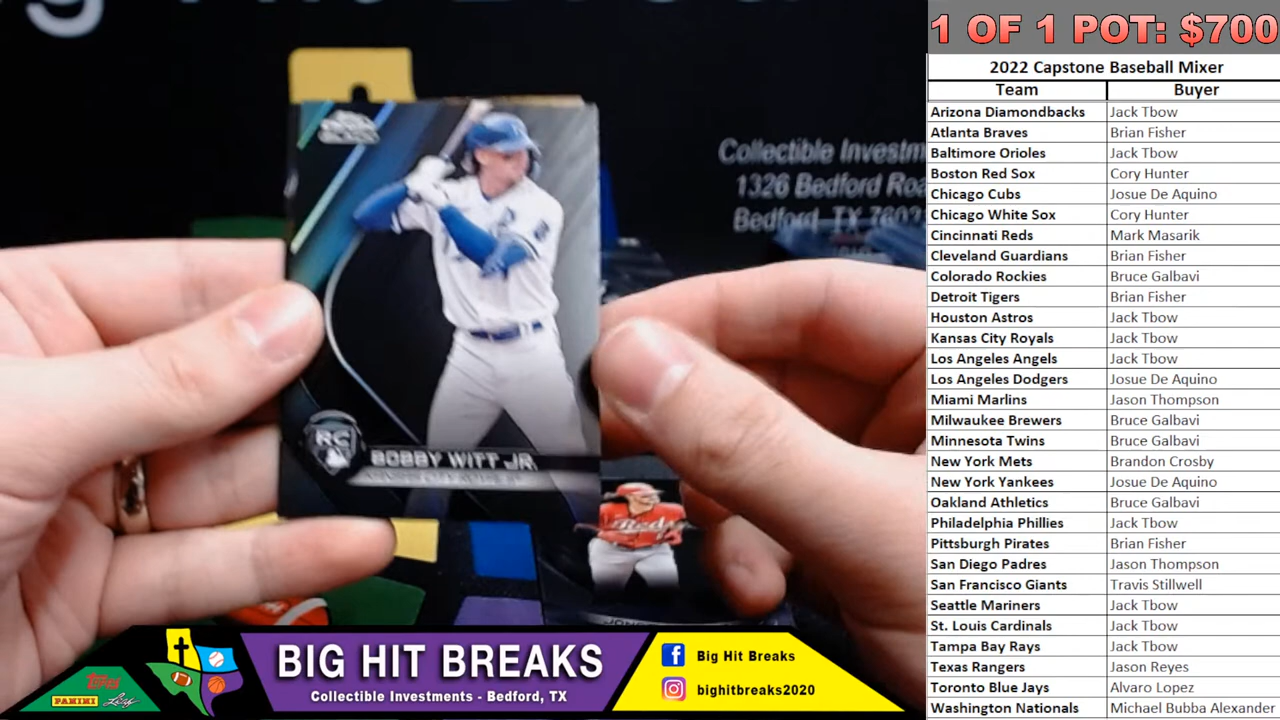 1 OF 1 POT: $700
2022 Capstone Baseball Mixer
Team Buyer
Arizona Diamondbacks Jack Tbow
Atlanta Braves Brian Fisher
Baltimore Orioles Jack Tbow
Boston Red Sox Cory Hunter
Chicago Cubs Josue De Aquino
Chicago White Sox Cory Hunter
Cincinnati Reds Mark Masarik
Cleveland Guardians Brian Fisher
Colorado Rockies Bruce Galbavi
Detroit Tigers Brian Fisher
Houston Astros Jack Tbow
Kansas City Royals Jack Tbow
Los Angeles Angels Jack Tbow
Los Angeles Dodgers Josue De Aquino
Miami Marlins Jason Thompson
Milwaukee Brewers Bruce Galbavi
Minnesota Twins Bruce Galbavi
New York Mets Brandon Crosby
New York Yankees Josue De Aquino
Oakland Athletics Bruce Galbavi
Philadelphia Phillies Jack Tbow
Pittsburgh Pirates Brian Fisher
San Diego Padres Jason Thompson
San Francisco Giants Travis Stillwell
Seattle Mariners Jack Tbow
St. Louis Cardinals Jack Tbow
Tampa Bay Rays Jack Tbow
Texas Rangers Jason Reyes
Toronto Blue Jays Alvaro Lopez
Washington Nationals Michael Bubba Alexander
Collectible Investm
1326 Bedford Roa
Bedford, TX
RC
BOBBY WITT JR.
Reds
BIG HIT BREAKS
Collectible Investments - Bedford, TX
Big Hit Breaks
bighitbreaks2020
Topps
PANINI
Leaf